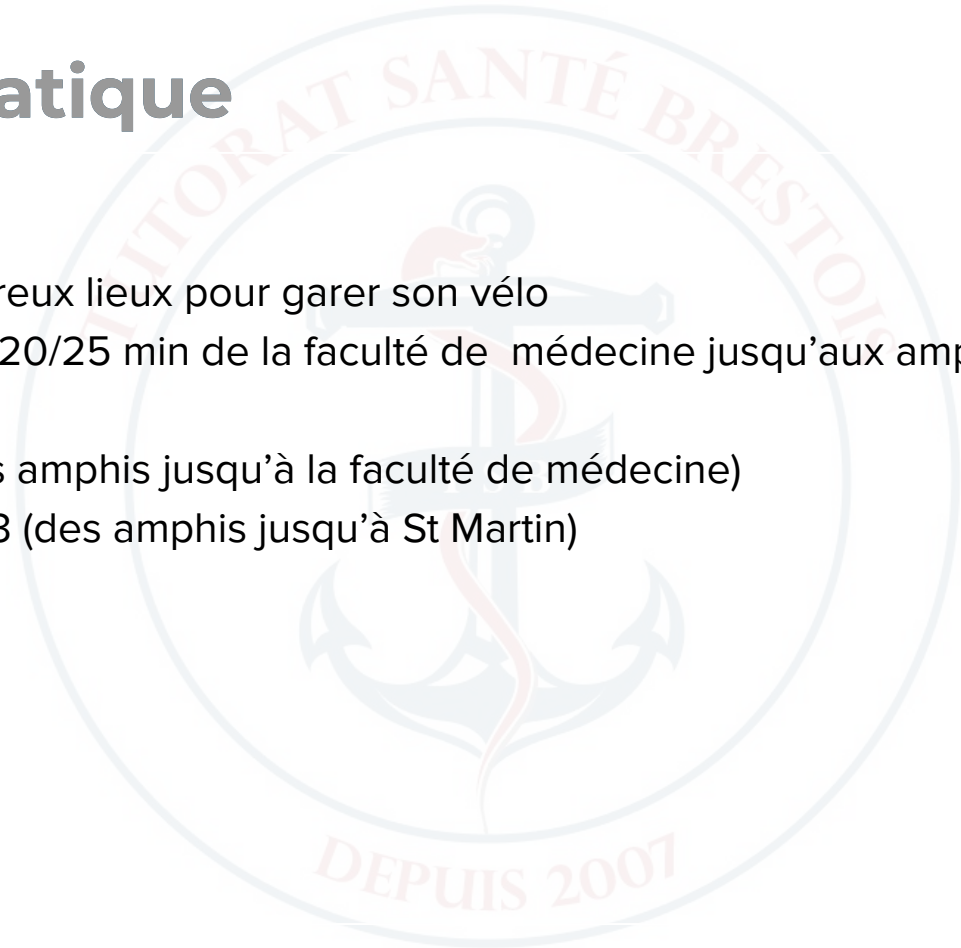 atique
TUTORAT SANTÉ BRESTOIS
reux lieux pour garer son vélo
20/25 min de la faculté de  médecine jusqu’aux amp
s amphis jusqu’à la faculté de médecine)
TSB
3 (des amphis jusqu’à St Martin)
DEPUIS 2007